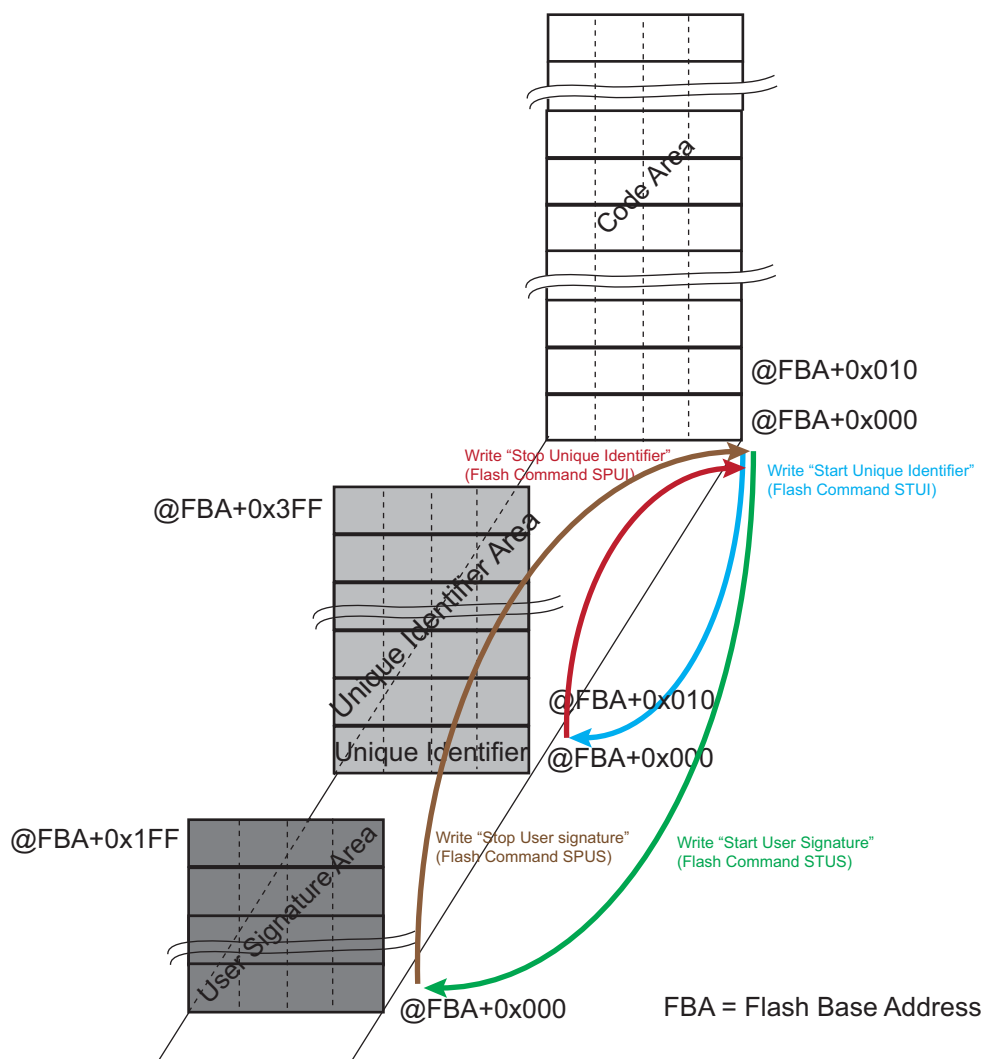 Code Area
@FBA+0x010
@FBA+0x000
Write “Stop Unique Identifier”
(Flash Command SPUI)
Write “Start Unique Identifier”
(Flash Command STUI)
@FBA+0x3FF
Unique Identifier Area
@FBA+0x010
Unique Identifier
@FBA+0x000
@FBA+0x1FF
Write “Stop User signature”
(Flash Command SPUS)
Write “Start User Signature”
(Flash Command STUS)
User Signature Area
@FBA+0x000
FBA = Flash Base Address